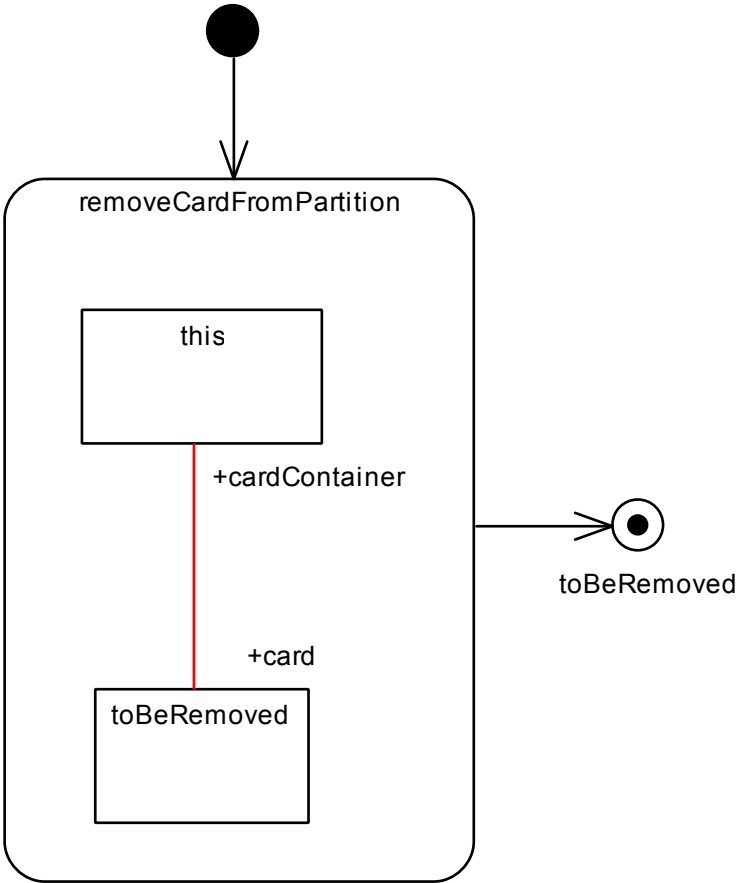 removeCardFromPartition
this
+cardContainer
toBeRemoved
+card
toBeRemoved